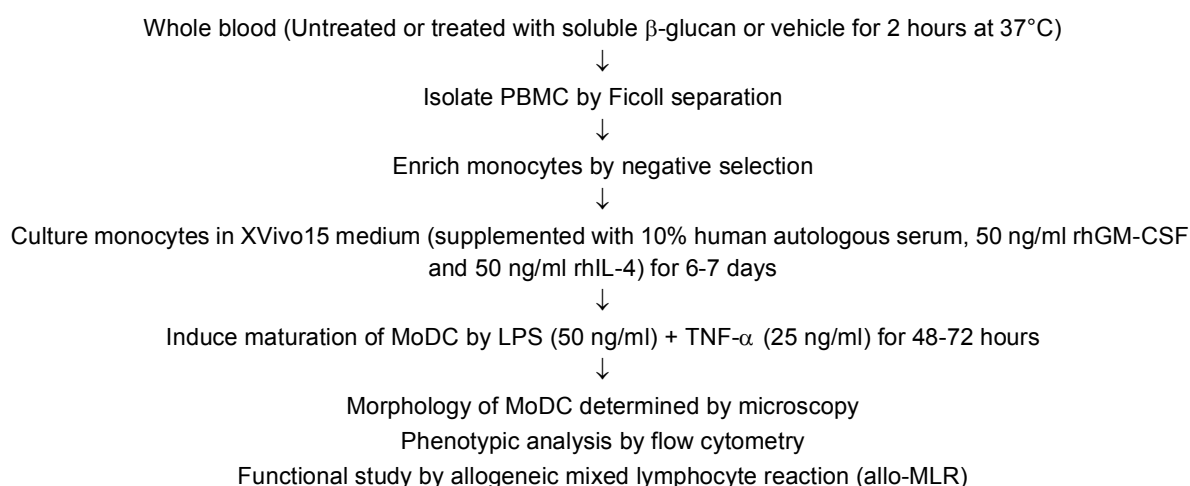 Whole blood (Untreated or treated with soluble β-glucan or vehicle for 2 hours at 37°C)
↓
Isolate PBMC by Ficoll separation
↓
Enrich monocytes by negative selection
↓
Culture monocytes in XVivo15 medium (supplemented with 10% human autologous serum, 50 ng/ml rhGM-CSF
and 50 ng/ml rhIL-4) for 6-7 days
↓
Induce maturation of MoDC by LPS (50 ng/ml) + TNF-α (25 ng/ml) for 48-72 hours
↓
Morphology of MoDC determined by microscopy
Phenotypic analysis by flow cytometry
Functional study by allogeneic mixed lymphocyte reaction (allo-MLR)